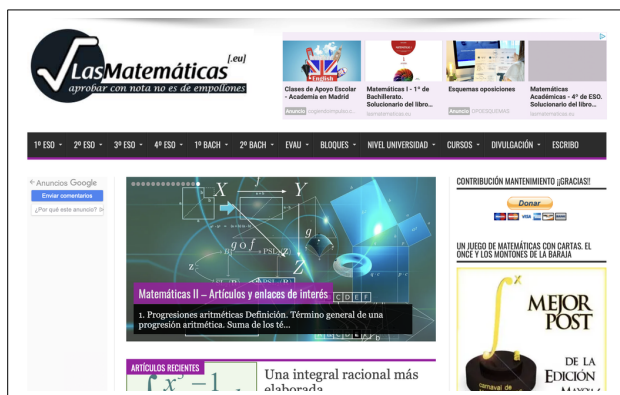 LasMatemáticas[.eu]
aprobar con nota no es de empollones
English
Clases de Apoyo Escolar
- Academia en Madrid
Anuncio
Matemáticas I - 1º de
Bachillerato.
Solucionario del libro...
lasmatematicas.eu
Esquemas oposiciones
Anuncio OPOESQUEMAS
Matemáticas
Académicas - 4º de ESO.
Solucionario del libro...
lasmatematicas.eu
1º ESO 2º ESO 3º ESO 4º ESO 1º BACH 2º BACH EVAU BLOQUES NIVEL UNIVERSIDAD CURSOS DIVULGACIÓN ESCRIBO
Anuncios Google
Enviar comentarios
¿Por qué este anuncio?
X f Y
g
g o f
Z
Matemáticas II – Artículos y enlaces de interés
1. Progresiones aritméticas Definición. Término general de una
progresión aritmética. Suma de los té...
ARTÍCULOS RECIENTES
Una integral racional más
elaborada
CONTRIBUCIÓN MANTENIMIENTO ¡¡GRACIAS!!
Donar
VISA
UN JUEGO DE MATEMÁTICAS CON CARTAS. EL
ONCE Y LOS MONTONES DE LA BARAJA
MEJOR
POST
DE LA
EDICIÓN
carnaval de